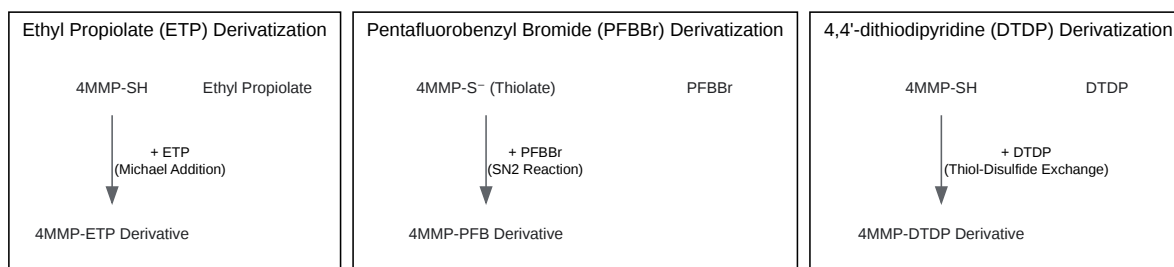 Ethyl Propiolate (ETP) Derivatization
4MMP-SH
Ethyl Propiolate
+ ETP
(Michael Addition)
4MMP-ETP Derivative
Pentafluorobenzyl Bromide (PFBBr) Derivatization
4MMP-S⁻ (Thiolate)
PFBBr
+ PFBBr
(SN2 Reaction)
4MMP-PFB Derivative
4,4'-dithiodipyridine (DTDP) Derivatization
4MMP-SH
DTDP
+ DTDP
(Thiol-Disulfide Exchange)
4MMP-DTDP Derivative